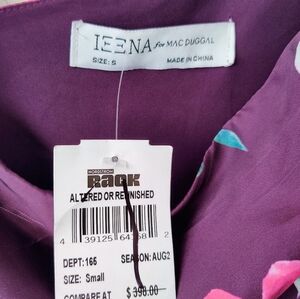 IEENA for MAC DUGGAL
SIZE: S
MADE IN CHINA
NORDSTROM
RACK
ALTERED OR REFINISHED
4 39125 64358 2
DEPT: 166 SEASON: AUG2
SIZE: Small
COMPARE AT $ 398.00